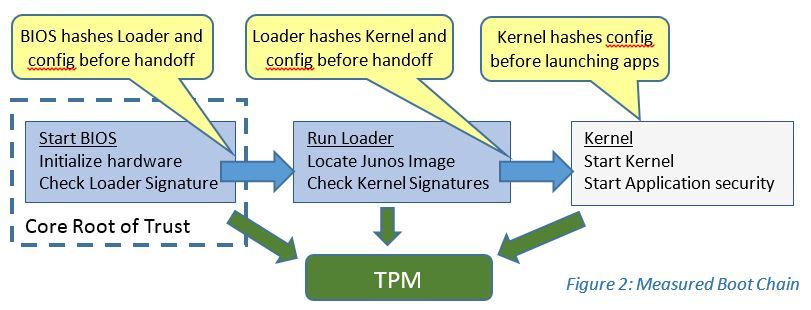 BIOS hashes Loader and
config before handoff
Loader hashes Kernel and
config before handoff
Kernel hashes config
before launching apps
Start BIOS
Initialize hardware
Check Loader Signature
Run Loader
Locate Junos Image
Check Kernel Signatures
Kernel
Start Kernel
Start Application security
Core Root of Trust
TPM
Figure 2: Measured Boot Chain